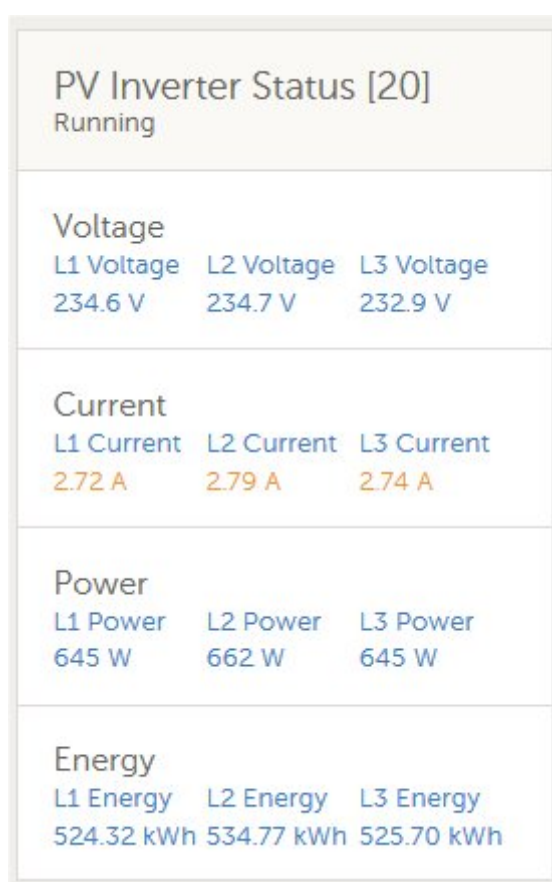 PV Inverter Status [20]
Running
Voltage
L1 Voltage L2 Voltage L3 Voltage
234.6 V 234.7 V 232.9 V
Current
L1 Current L2 Current L3 Current
2.72 A 2.79 A 2.74 A
Power
L1 Power L2 Power L3 Power
645 W 662 W 645 W
Energy
L1 Energy L2 Energy L3 Energy
524.32 kWh 534.77 kWh 525.70 kWh